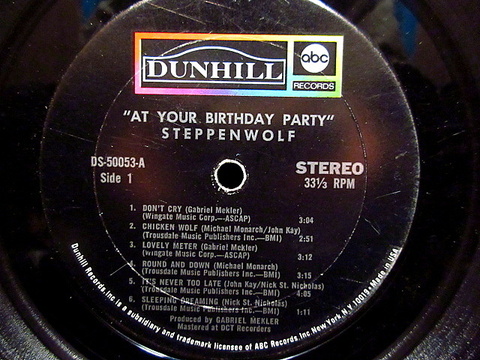 DUNHILL
abc
RECORDS
"AT YOUR BIRTHDAY PARTY"
STEPPENWOLF
DS-50053-A
Side 1
STEREO
33⅓ RPM
1. DON'T CRY (Gabriel Mekler)
(Wingate Music Corp.—ASCAP) 3:04
2. CHICKEN WOLF (Michael Monarch/John Kay)
(Trousdale Music Publishers Inc.—BMI) 2:51
3. LOVELY METER (Gabriel Mekler)
(Wingate Music Corp.—ASCAP) 3:12
4. ROUND AND DOWN (Michael Monarch)
(Trousdale Music Publishers Inc.—BMI) 3:15
5. IT'S NEVER TOO LATE (John Kay/Nick St. Nicholas)
(Trousdale Music Publishers Inc.—BMI) 4:05
6. SLEEPING DREAMING (Nick St. Nicholas)
(Trousdale Music Publishers Inc.—BMI) 1:11
Produced by GABRIEL MEKLER
Mastered at DCT Recorders
Dunhill Records Inc is a subsidiary and trademark licensee of ABC Records Inc New York N.Y. 10019 Made in USA